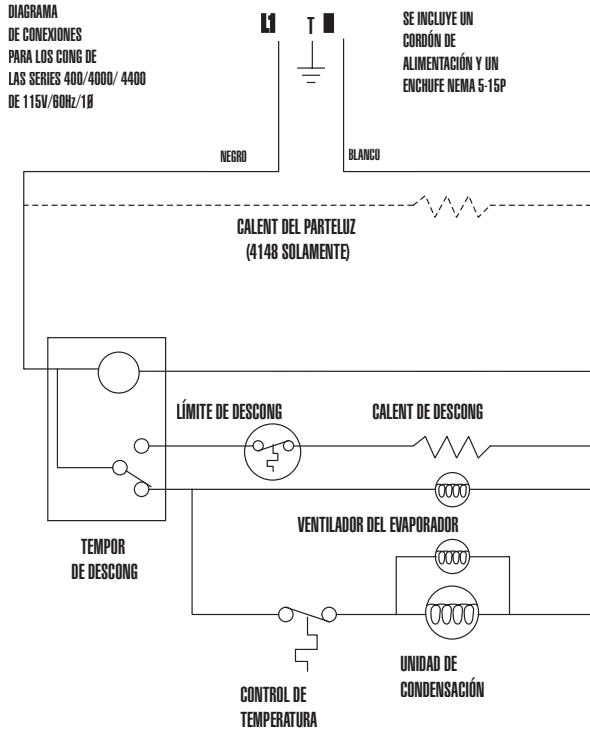 DIAGRAMA
DE CONEXIONES
PARA LOS CONG DE
LAS SERIES 400/4000/ 4400
DE 115V/60Hz/1Ø
L1 T
SE INCLUYE UN
CORDÓN DE
ALIMENTACIÓN Y UN
ENCHUFE NEMA 5-15P
NEGRO
BLANCO
CALENT DEL PARTELUZ
(4148 SOLAMENTE)
LÍMITE DE DESCONG
CALENT DE DESCONG
VENTILADOR DEL EVAPORADOR
TEMPOR
DE DESCONG
UNIDAD DE
CONDENSACIÓN
CONTROL DE
TEMPERATURA